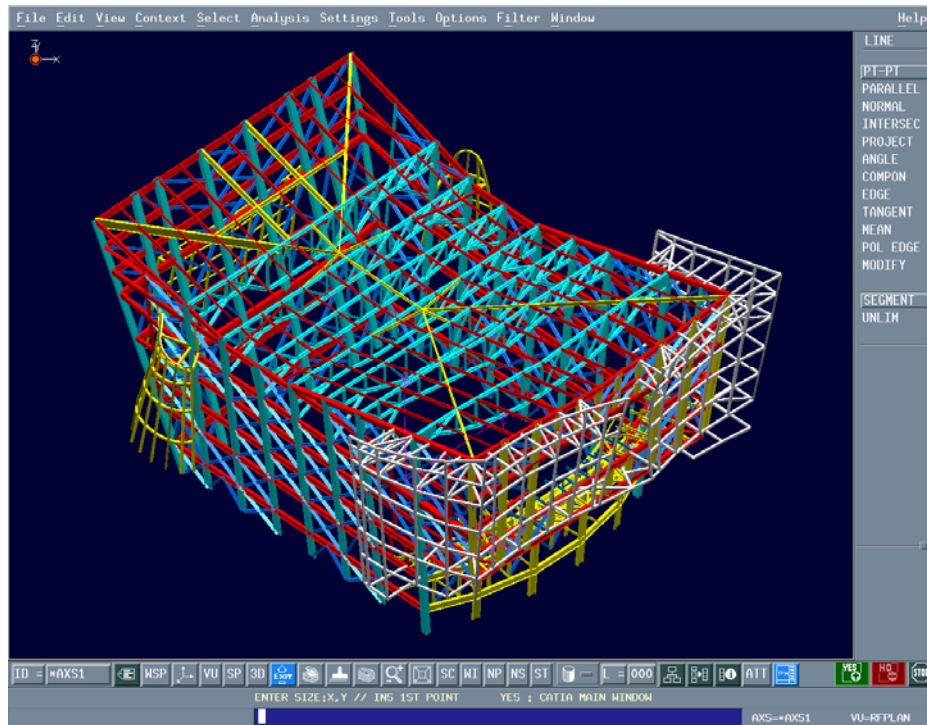 File Edit View Context Select Analysis Settings Tools Options Filter Window Help
LINE
PT-PT
PARALLEL
NORMAL
INTERSEC
PROJECT
ANGLE
COMPON
EDGE
TANGENT
MEAN
POL EDGE
MODIFY
SEGMENT
UNLIM
ID = *AXS1 WSP VU SP 3D EXIT SC WI NP NS ST L = 000 ATT YES NO STOP
ENTER SIZE;X,Y // INS 1ST POINT YES : CATIA MAIN WINDOW
AXS=*AXS1 VU=RFPLAN